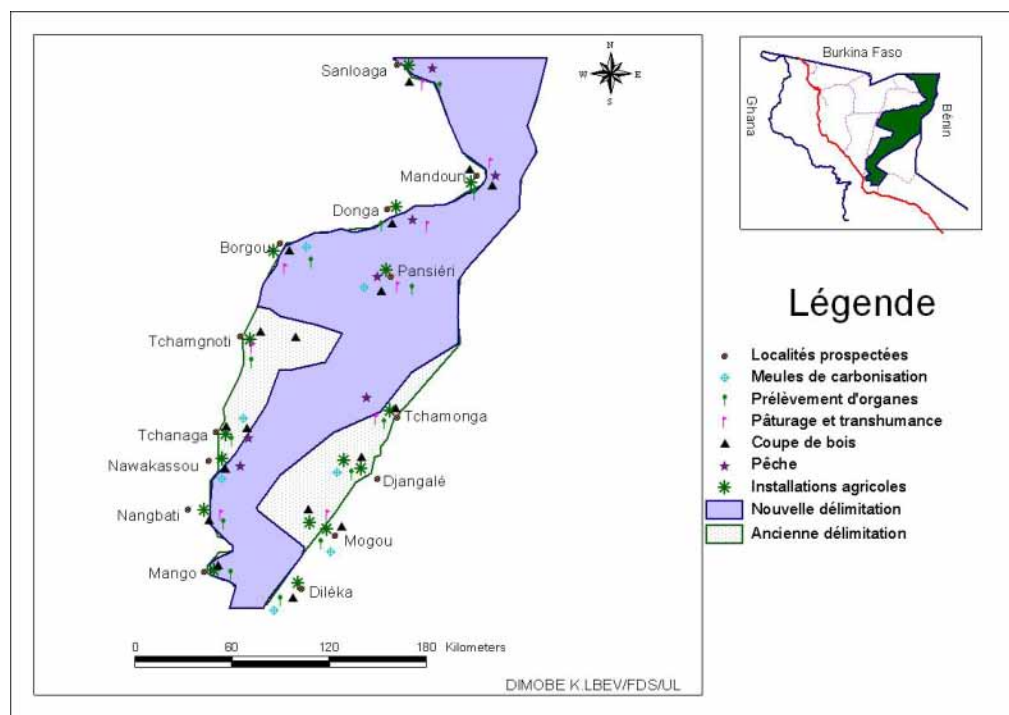 N
W
E
S
Sanloaga
Mandouri
Donga
Borgou
Pansiéri
Tchamgnoti
Tchamonga
Tchanaga
Nawakassou
Djangalé
Nangbati
Mogou
Mango
Diléka
0 60 120 180 Kilometers
DIMOBE K.LBEV/FDS/UL
Burkina Faso
Ghana
Bénin
Légende
Localités prospectées
Meules de carbonisation
Prélèvement d'organes
Pâturage et transhumance
Coupe de bois
Pêche
Installations agricoles
Nouvelle délimitation
Ancienne délimitation